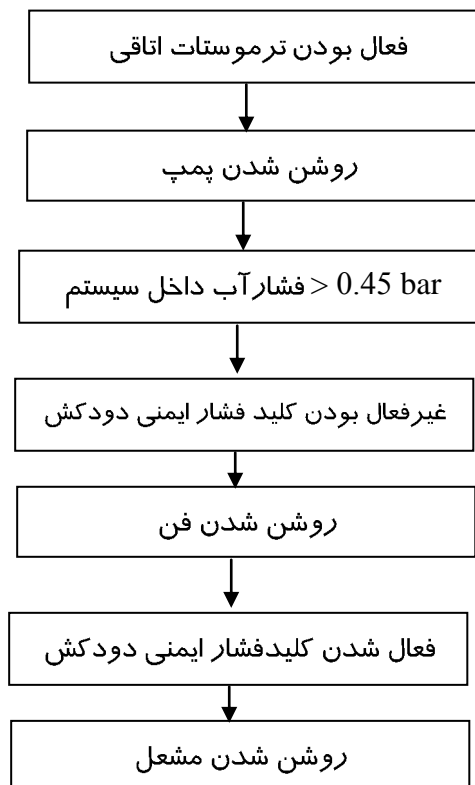 فعال بودن ترموستات اتاقی
روشن شدن پمپ
فشارآب داخل سیستم > 0.45 bar
غیرفعال بودن کلید فشار ایمنی دودکش
روشن شدن فن
فعال شدن کلیدفشار ایمنی دودکش
روشن شدن مشعل